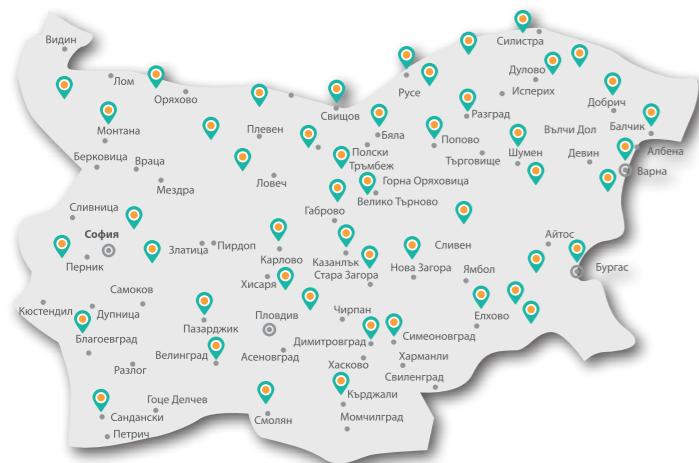 Видин
Силистра
Лом
Дулово
Оряхово
Русе
Исперих
Свищов
Разград
Добрич
Монтана
Плевен
Бяла
Попово
Вълчи Дол
Балчик
Берковица
Враца
Полски
Тръмбеж
Търговище
Шумен
Девин
Албена
Мездра
Ловеч
Горна Оряховица
Варна
Велико Търново
Сливница
Габрово
София
Златица
Пирдоп
Карлово
Казанлък
Сливен
Айтос
Перник
Стара Загора
Нова Загора
Ямбол
Бургас
Хисаря
Самоков
Кюстендил
Дупница
Пазарджик
Пловдив
Чирпан
Елхово
Благоевград
Димитровград
Симеоновград
Велинград
Асеновград
Хасково
Харманли
Разлог
Свиленград
Гоце Делчев
Кърджали
Сандански
Смолян
Момчилград
Петрич